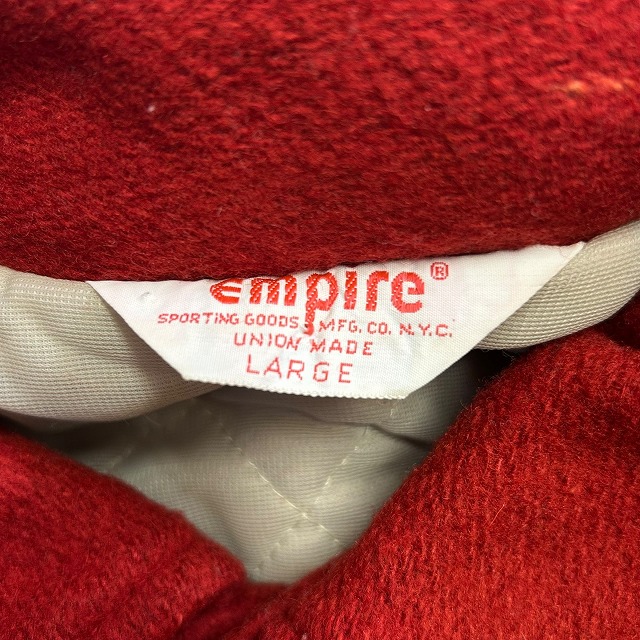 empire®
SPORTING GOODS MFG. CO. N.Y.C.
UNION MADE
LARGE